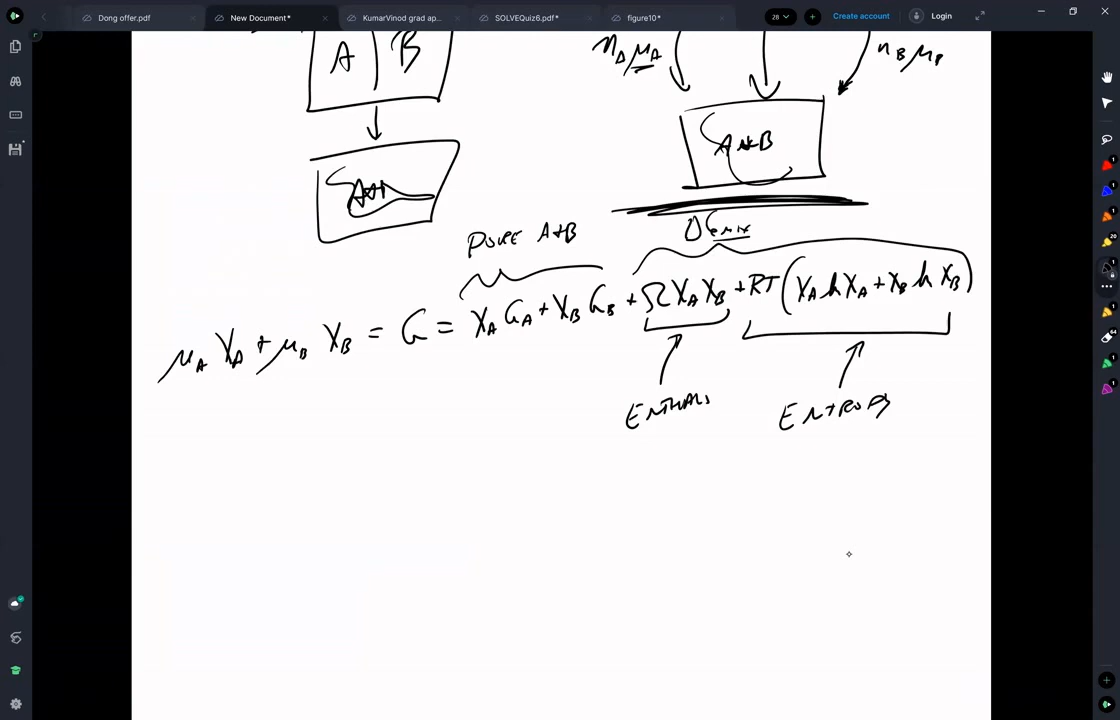 Dong offer.pdf
New Document*
KumarVinod grad ap...
SOLVEQuiz6.pdf*
figure10*
28
Create account
Login
A | B
n_A μ_A
n_B μ_B
A+B
ΔG_mix
PURE A+B
μ_A X_A + μ_B X_B = G = X_A G_A + X_B G_B + Ω X_A X_B + RT (X_A ln X_A + X_B ln X_B)
ENTHALPY
ENTROPY